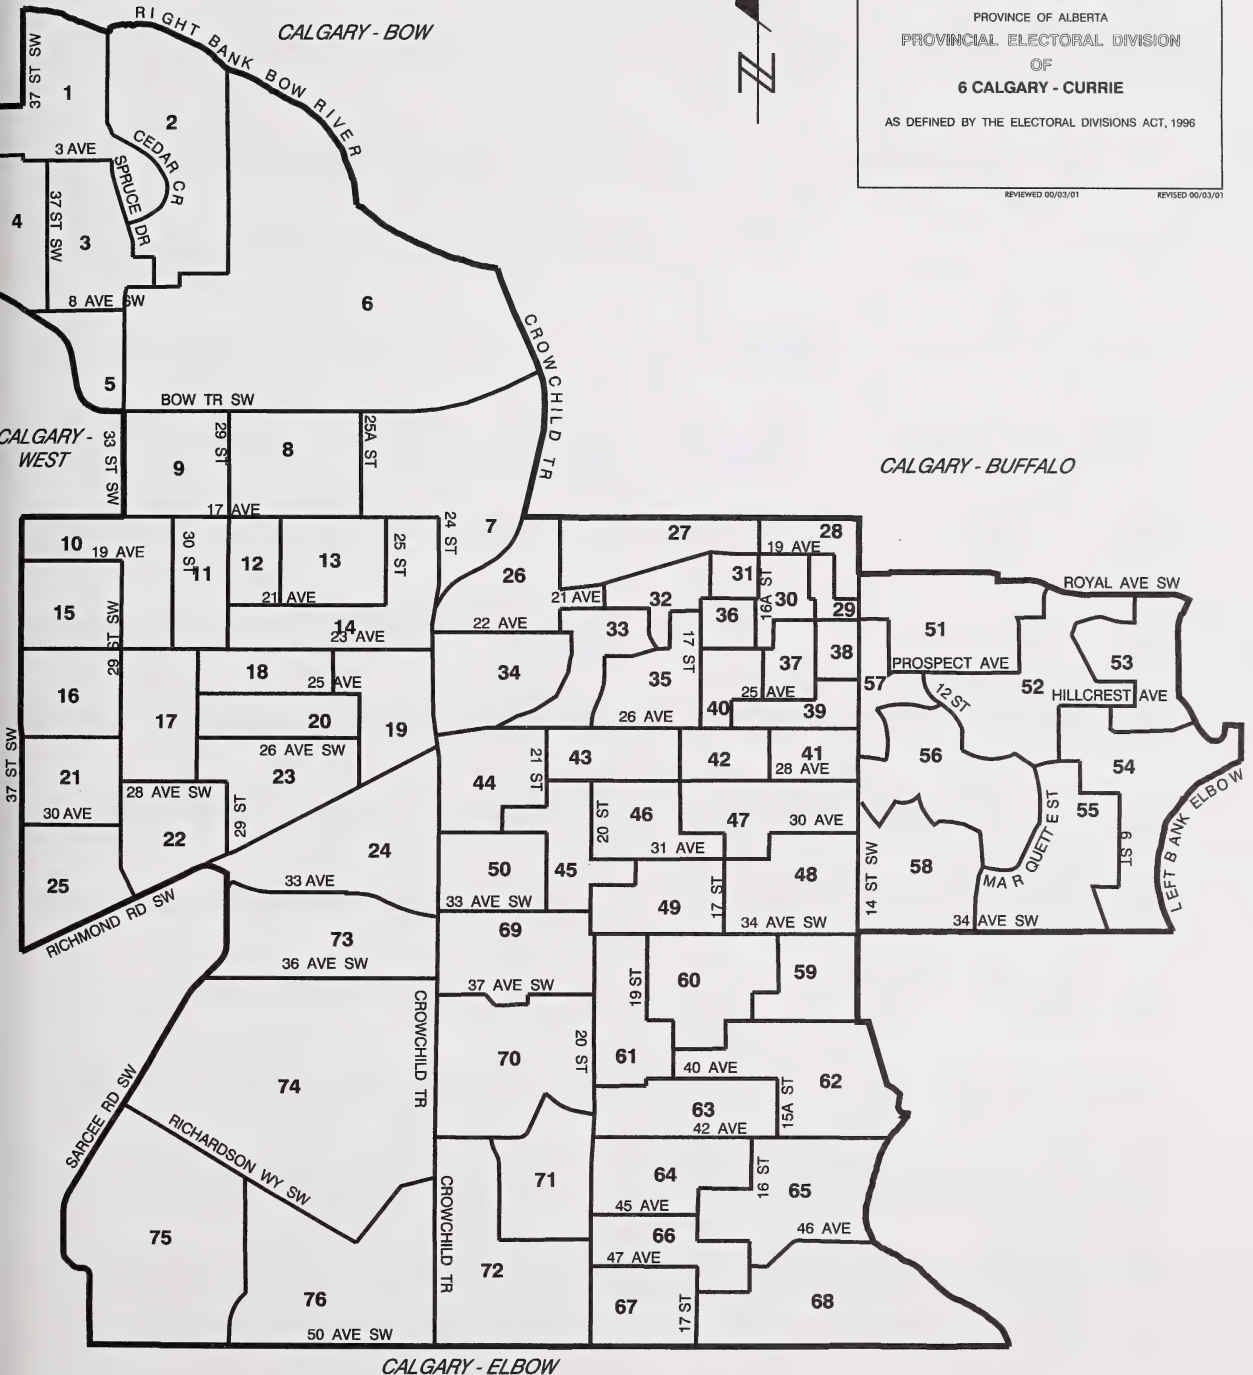 RIGHT BANK BOW RIVER
CALGARY - BOW
N
PROVINCE OF ALBERTA
PROVINCIAL ELECTORAL DIVISION
OF
6 CALGARY - CURRIE
AS DEFINED BY THE ELECTORAL DIVISIONS ACT, 1996
REVIEWED 00/03/01
REVISED 00/03/01
37 ST SW
1
2
3 AVE
CEDAR CR
SPRUCE DR
37 ST SW
4
3
8 AVE SW
6
CROWCHILD TR
5
BOW TR SW
CALGARY -
WEST
33 ST SW
29 ST
25A ST
8
9
17 AVE
CALGARY - BUFFALO
10
19 AVE
30 ST
11
12
13
25 ST
24 ST
7
26
27
28
19 AVE
31
16A ST
30
29
21 AVE
21 AVE
32
36
15
29 ST SW
14
23 AVE
22 AVE
33
17 ST
38
37
ROYAL AVE SW
51
53
PROSPECT AVE
52
57
12 ST
HILLCREST AVE
16
17
18
25 AVE
34
35
25 AVE
40
39
26 AVE
20
19
26 AVE SW
37 ST SW
21
23
28 AVE SW
29 ST
30 AVE
22
24
25
33 AVE
RICHMOND RD SW
21 ST
43
42
41
28 AVE
44
20 ST
46
47
30 AVE
31 AVE
50
45
48
17 ST
49
33 AVE SW
34 AVE SW
56
54
55
9 ST
LEFT BANK ELBOW
14 ST SW
58
MARQUETTE ST
34 AVE SW
73
36 AVE SW
69
37 AVE SW
19 ST
60
59
CROWCHILD TR
20 ST
70
61
40 AVE
62
15A ST
63
42 AVE
74
SARCEE RD SW
RICHARDSON WY SW
71
64
16 ST
65
45 AVE
66
46 AVE
47 AVE
75
CROWCHILD TR
72
76
67
17 ST
68
50 AVE SW
CALGARY - ELBOW